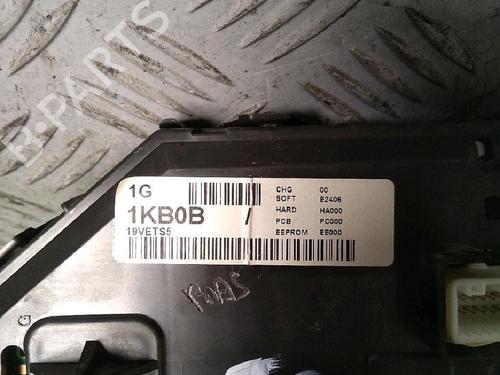 B-PARTS
1G
1KB0B /
19VETS5
CHG 00
SOFT E2406
HARD HA000
PCB PC000
EEPROM EE000